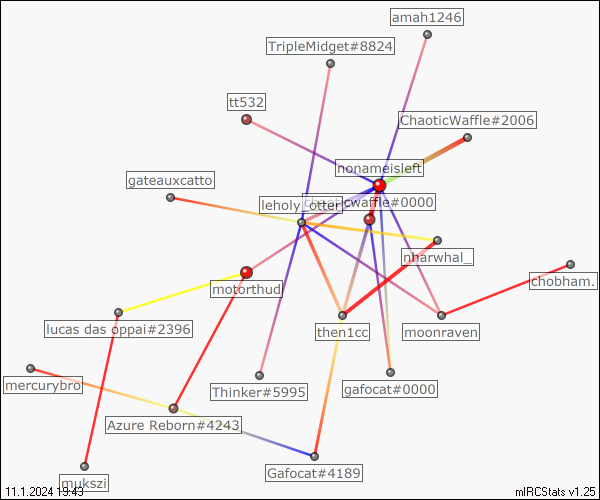 amah1246
TripleMidget#8824
tt532
ChaoticWaffle#2006
nonameisleft
gateauxcatto
leholy_otter
chaoticwaffle#0000
nharwhal_
chobham.
motorthud
lucas das oppai#2396
then1cc
moonraven
mercurybro
Thinker#5995
gafocat#0000
Azure Reborn#4243
Gafocat#4189
mukszi
11.1.2024 19:43
mIRCStats v1.25